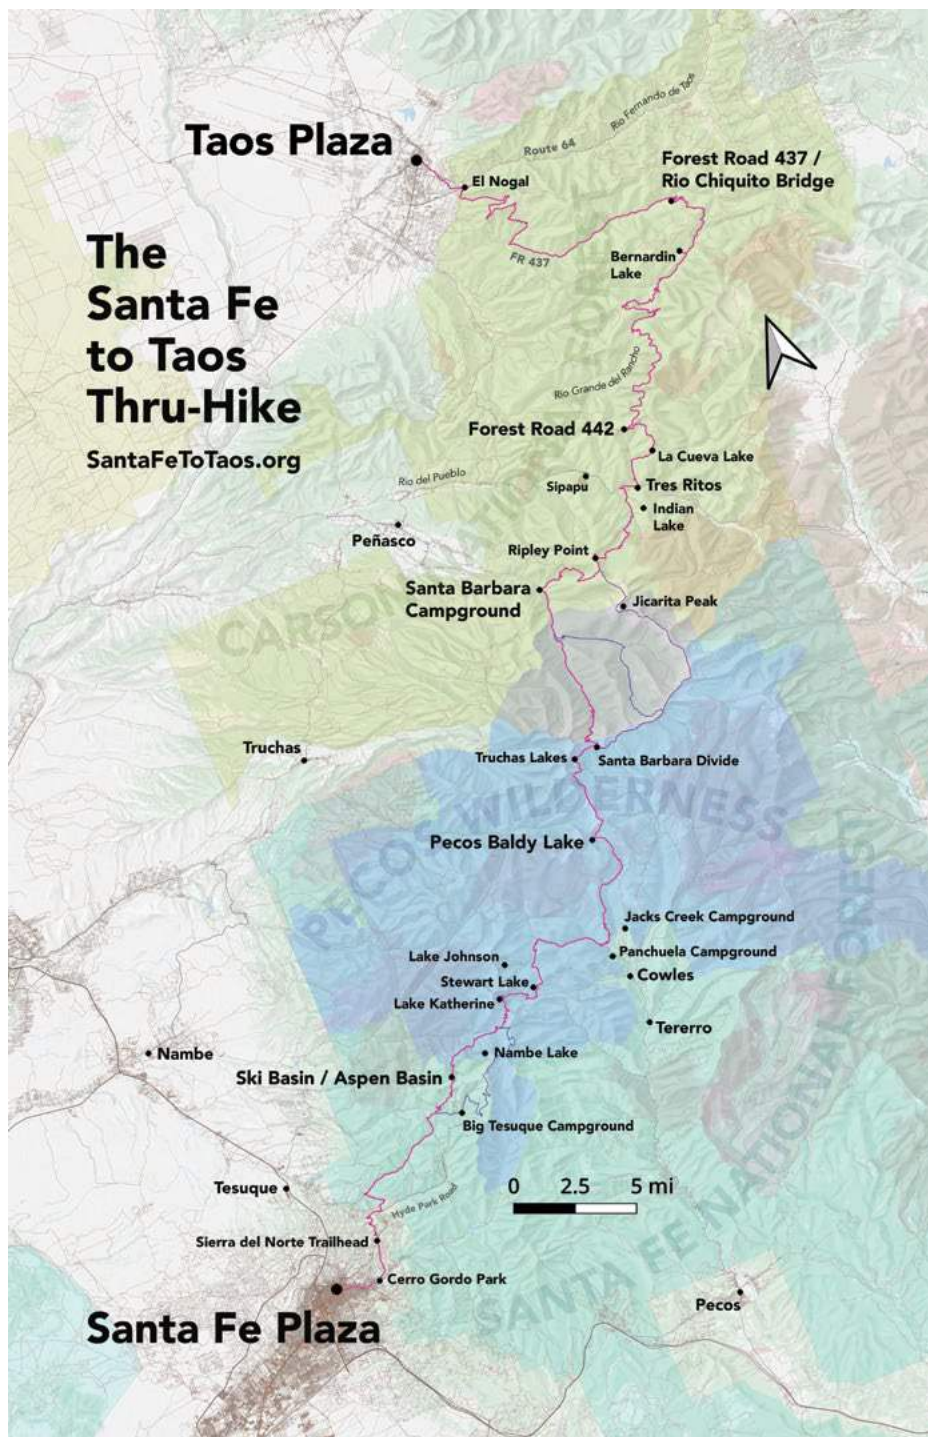 Taos Plaza
Rio Fernando de Taos
Route 64
Forest Road 437 /
Rio Chiquito Bridge
El Nogal
The
Santa Fe
to Taos
Thru-Hike
SantaFeToTaos.org
FR 437
Bernardin
Lake
Rio Grande del Rancho
Forest Road 442
La Cueva Lake
Rio del Pueblo
Sipapu
Tres Ritos
Indian
Lake
Peñasco
Ripley Point
Santa Barbara
Campground
Jicarita Peak
CARSON NATIONAL FOREST
Truchas
Truchas Lakes
Santa Barbara Divide
PECOS WILDERNESS
Pecos Baldy Lake
Jacks Creek Campground
Lake Johnson
Panchuela Campground
Stewart Lake
Cowles
Lake Katherine
Tererro
Nambe
Nambe Lake
Ski Basin / Aspen Basin
Big Tesuque Campground
Tesuque
0 2.5 5 mi
Hyde Park Road
SANTA FE NATIONAL FOREST
Sierra del Norte Trailhead
Cerro Gordo Park
Pecos
Santa Fe Plaza